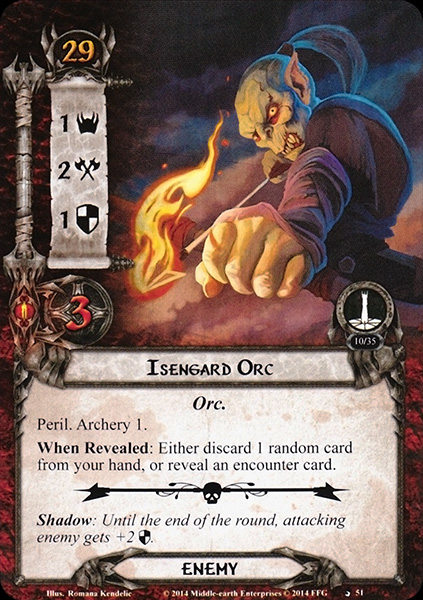 29
1
2
1
3
10/35
Isengard Orc
Orc.
Peril. Archery 1.
When Revealed: Either discard 1 random card
from your hand, or reveal an encounter card.
Shadow: Until the end of the round, attacking
enemy gets +2
ENEMY
Illus. Romana Kendelic © 2014 Middle-earth Enterprises © 2014 FFG 51